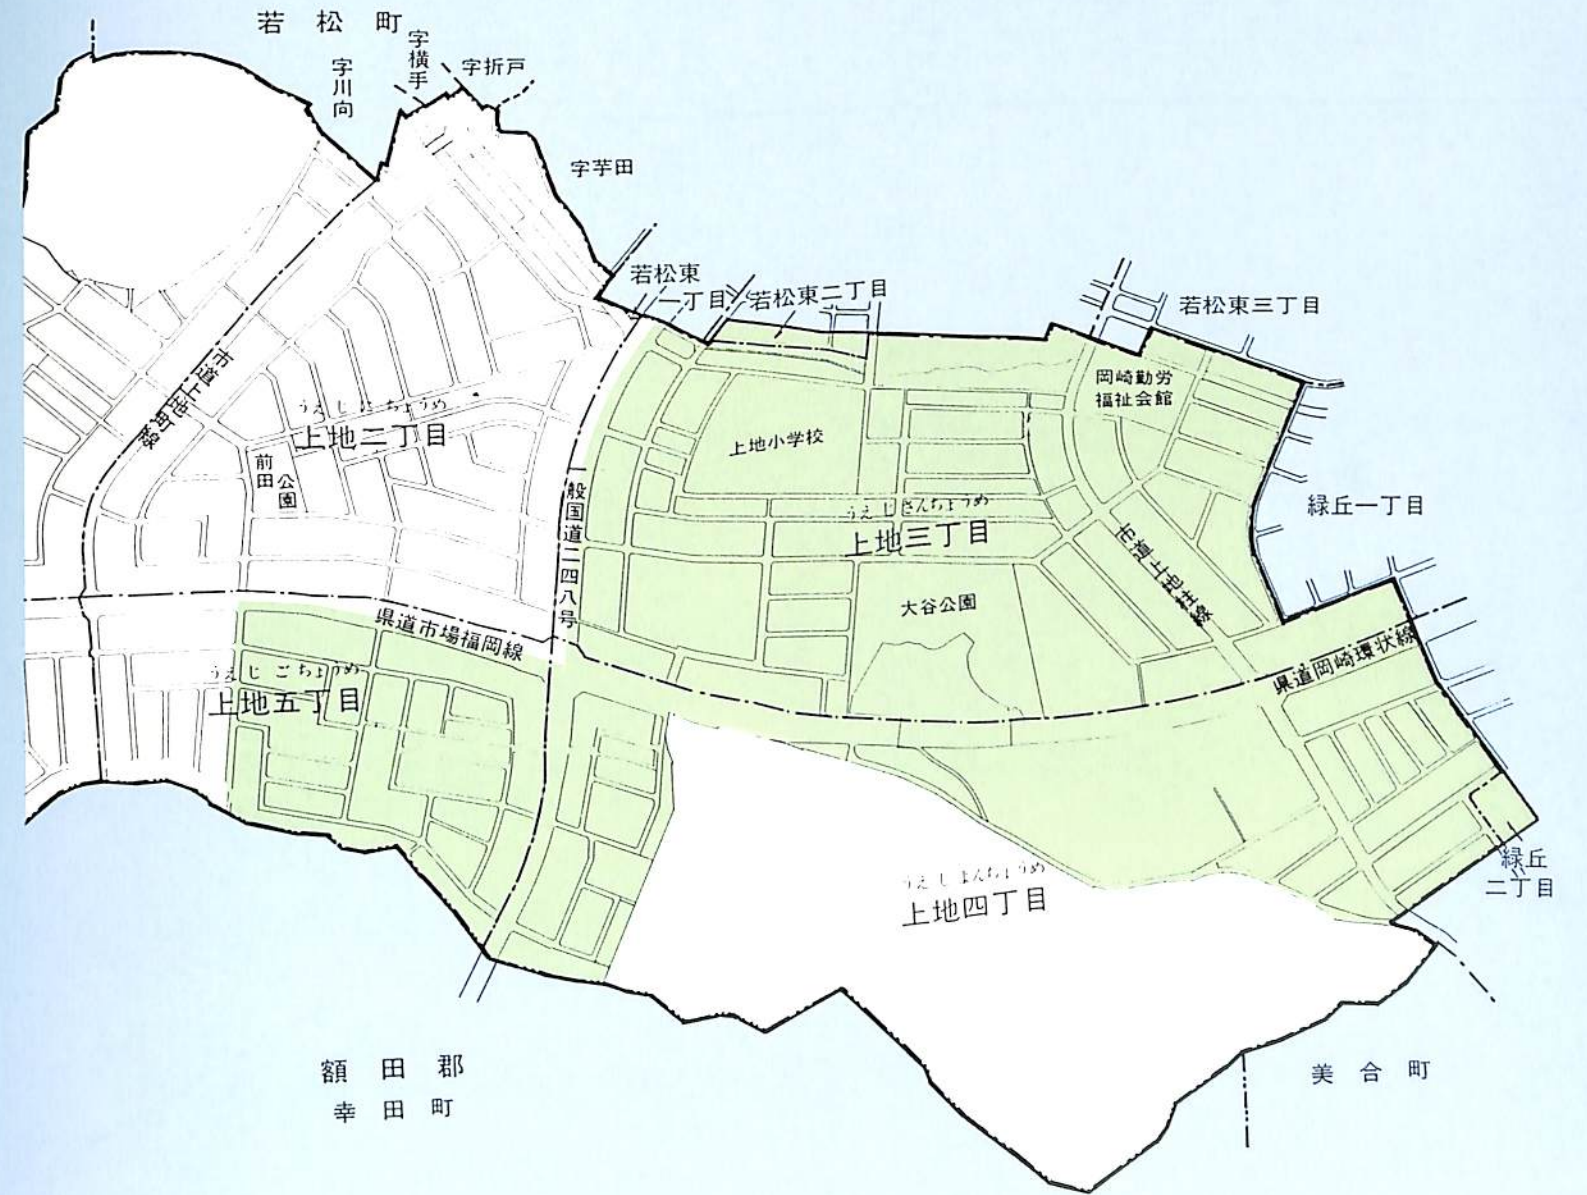 若松町
字川向
字横手
字折戸
字芋田
若松東
一丁目
若松東二丁目
若松東三丁目
岡崎勤労
福祉会館
市道上地町線
うえじにちょうめ
上地二丁目
前田
公園
上地小学校
一般国道二四八号
うえじさんちょうめ
上地三丁目
市道上地柱線
緑丘一丁目
大谷公園
県道市場福岡線
うえじごちょうめ
上地五丁目
県道岡崎環状線
うえじよんちょうめ
上地四丁目
緑丘
二丁目
額田郡
幸田町
美合町